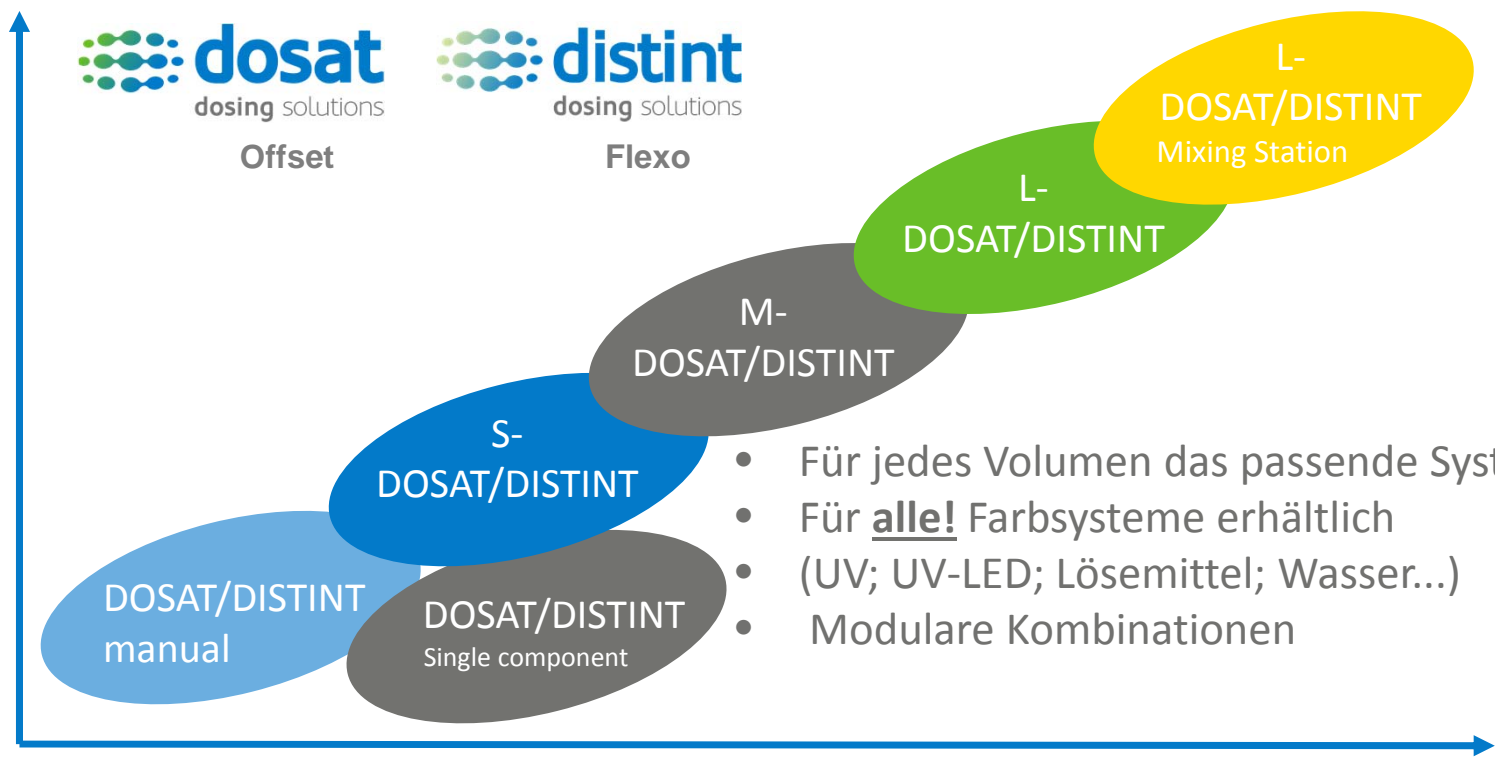 dosat
dosing solutions
Offset
distint
dosing solutions
Flexo
L-
DOSAT/DISTINT
Mixing Station
L-
DOSAT/DISTINT
M-
DOSAT/DISTINT
S-
DOSAT/DISTINT
DOSAT/DISTINT
manual
DOSAT/DISTINT
Single component
• Für jedes Volumen das passende Syst
• Für alle! Farbsysteme erhältlich
• (UV; UV-LED; Lösemittel; Wasser...)
• Modulare Kombinationen